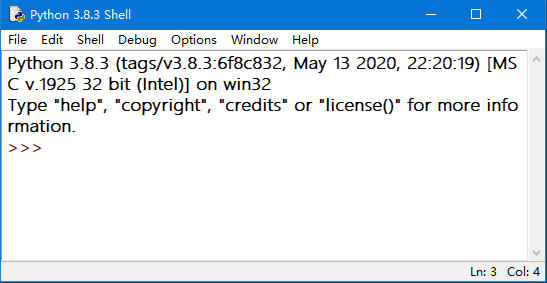 Python 3.8.3 Shell
File Edit Shell Debug Options Window Help
Python 3.8.3 (tags/v3.8.3:6f8c832, May 13 2020, 22:20:19) [MS
C v.1925 32 bit (Intel)] on win32
Type "help", "copyright", "credits" or "license()" for more info
rmation.
>>>
Ln: 3 Col: 4